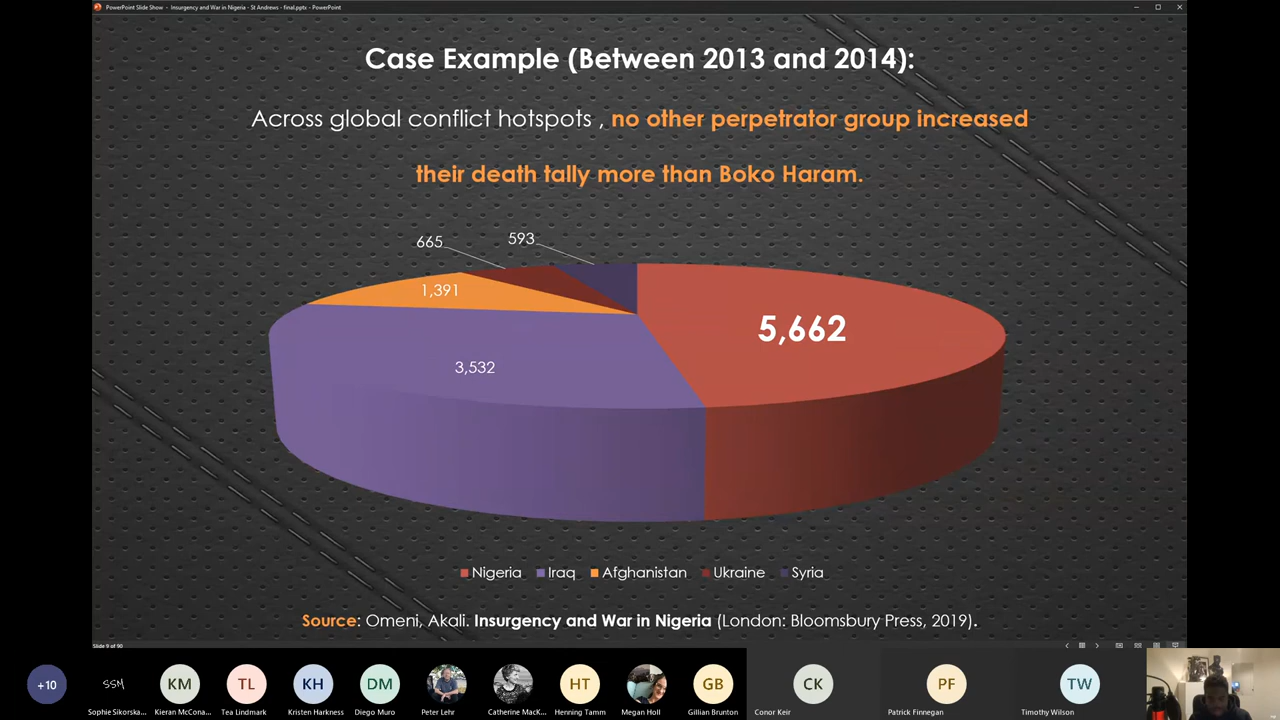 PowerPoint Slide Show - Insurgency and War in Nigeria - St Andrews - final.pptx - PowerPoint
Case Example (Between 2013 and 2014):
Across global conflict hotspots , no other perpetrator group increased
their death tally more than Boko Haram.
665
593
1,391
5,662
3,532
Nigeria Iraq Afghanistan Ukraine Syria
Source: Omeni, Akali. Insurgency and War in Nigeria (London: Bloomsbury Press, 2019).
Slide 9 of 90
+10 SSM KM TL KH DM HT GB CK PF TW
Sophie Sikorska... Kieran McCona... Tea Lindmark Kristen Harkness Diego Muro Peter Lehr Catherine MacK... Henning Tamm Megan Holl Gillian Brunton Conor Keir Patrick Finnegan Timothy Wilson